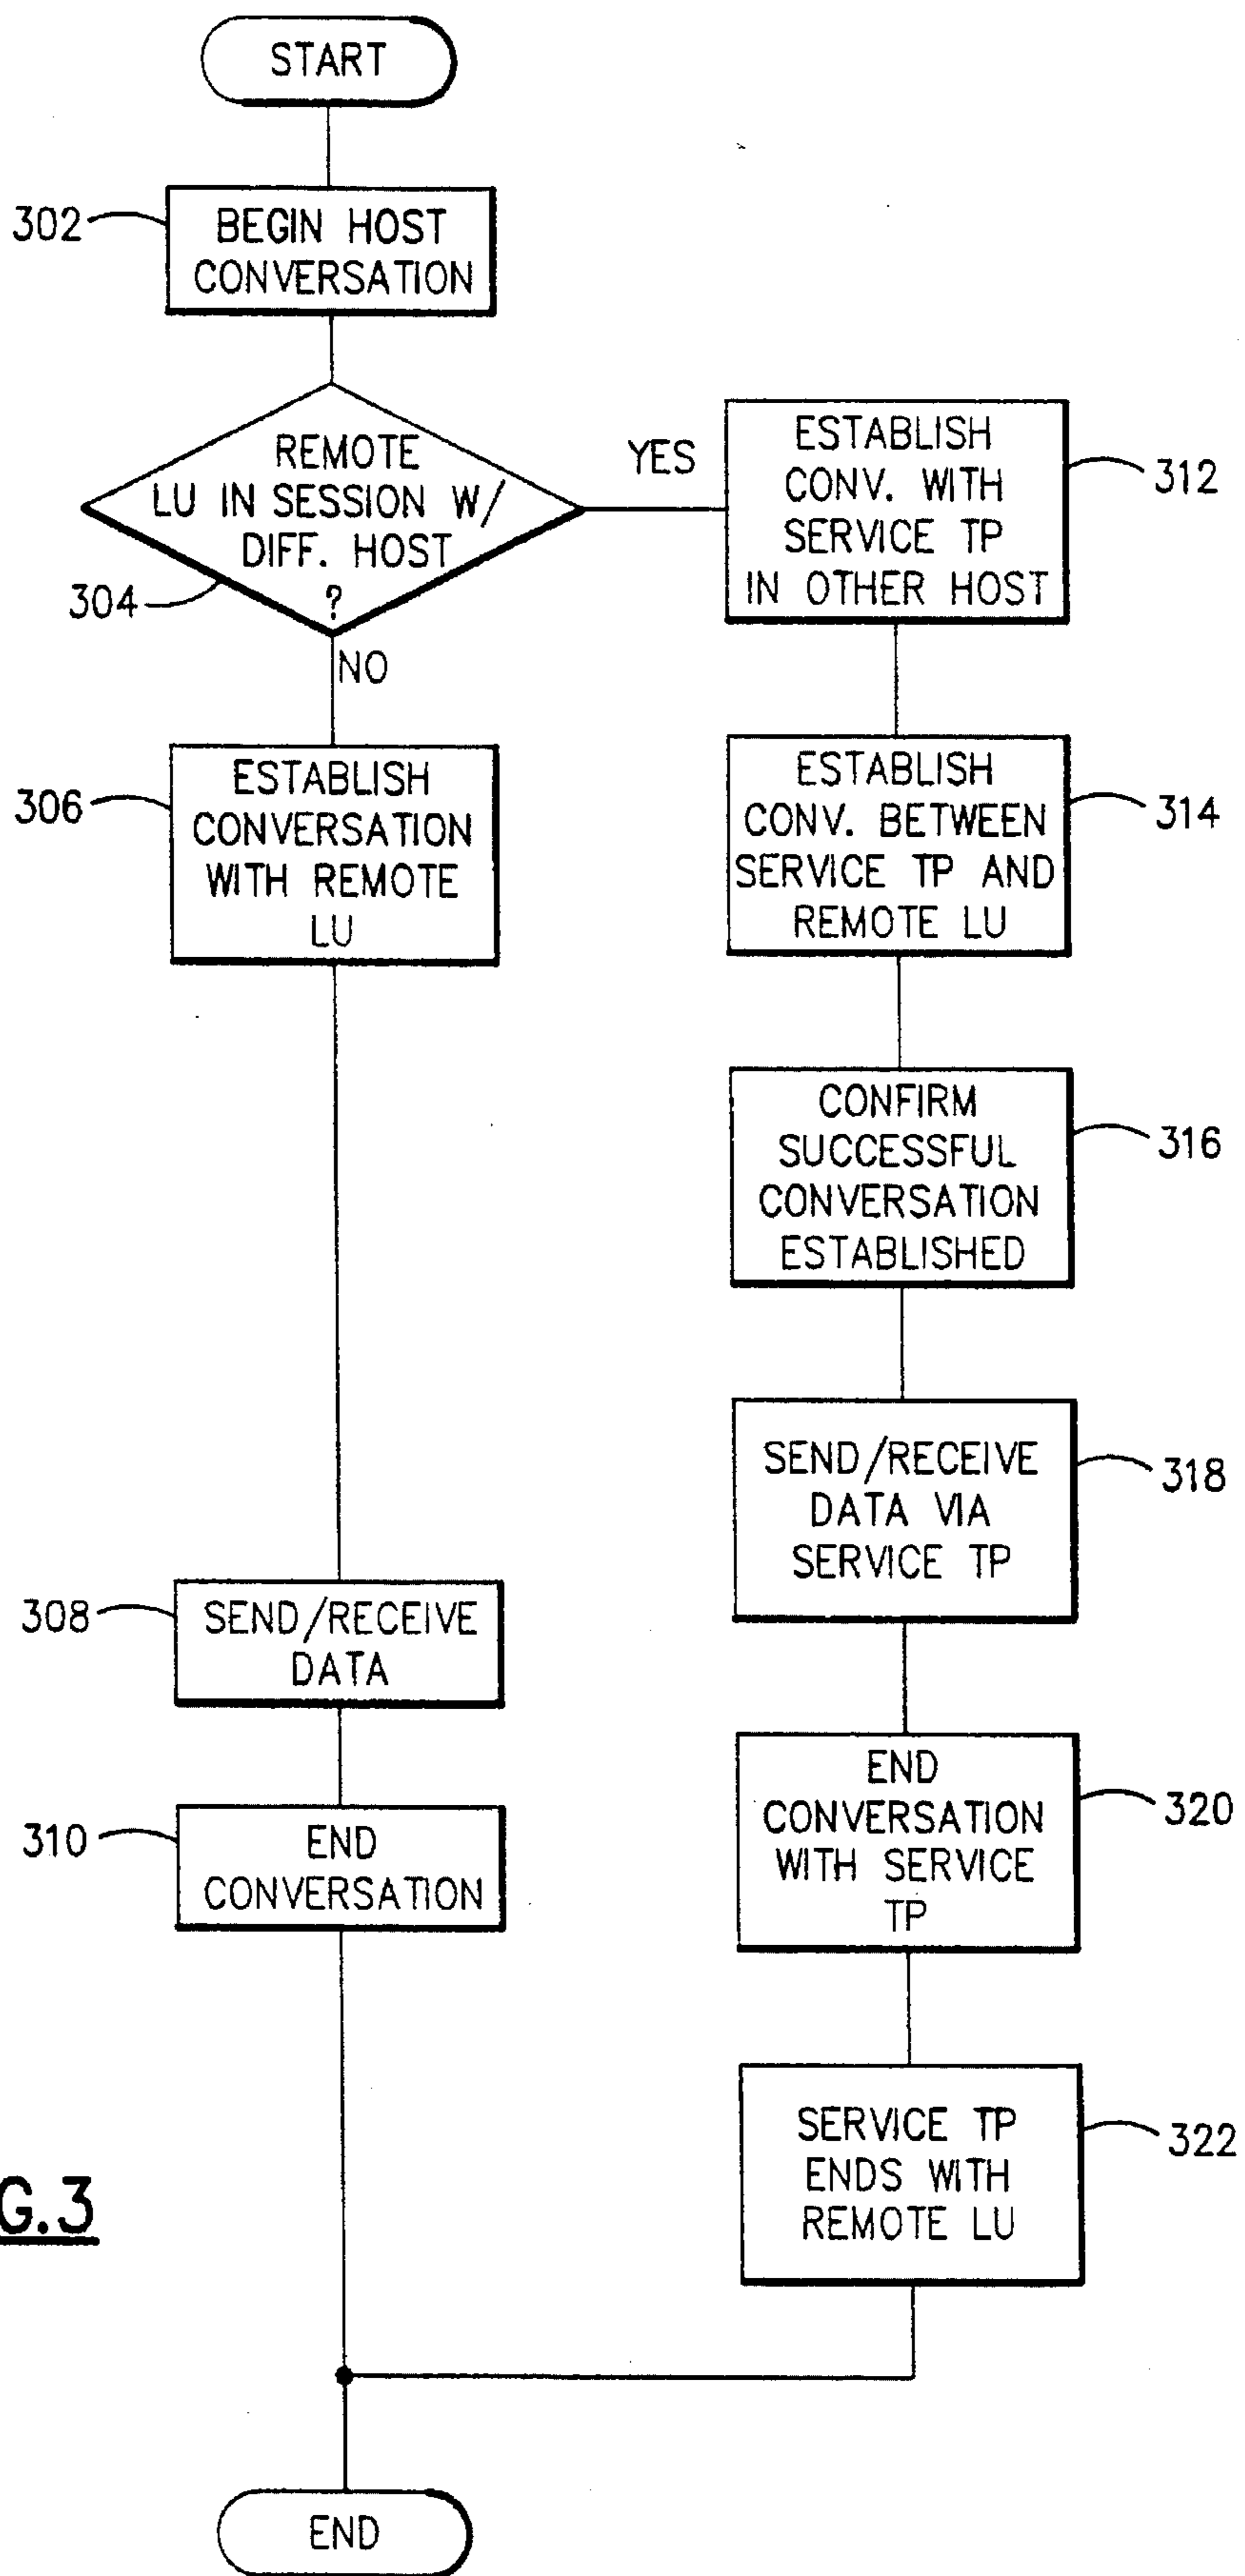 START
302
BEGIN HOST
CONVERSATION
REMOTE
LU IN SESSION W/
DIFF. HOST
?
304
YES
NO
306
ESTABLISH
CONVERSATION
WITH REMOTE
LU
308
SEND/RECEIVE
DATA
310
END
CONVERSATION
ESTABLISH
CONV. WITH
SERVICE TP
IN OTHER HOST
312
ESTABLISH
CONV. BETWEEN
SERVICE TP AND
REMOTE LU
314
CONFIRM
SUCCESSFUL
CONVERSATION
ESTABLISHED
316
SEND/RECEIVE
DATA VIA
SERVICE TP
318
END
CONVERSATION
WITH SERVICE
TP
320
SERVICE TP
ENDS WITH
REMOTE LU
322
G.3
END